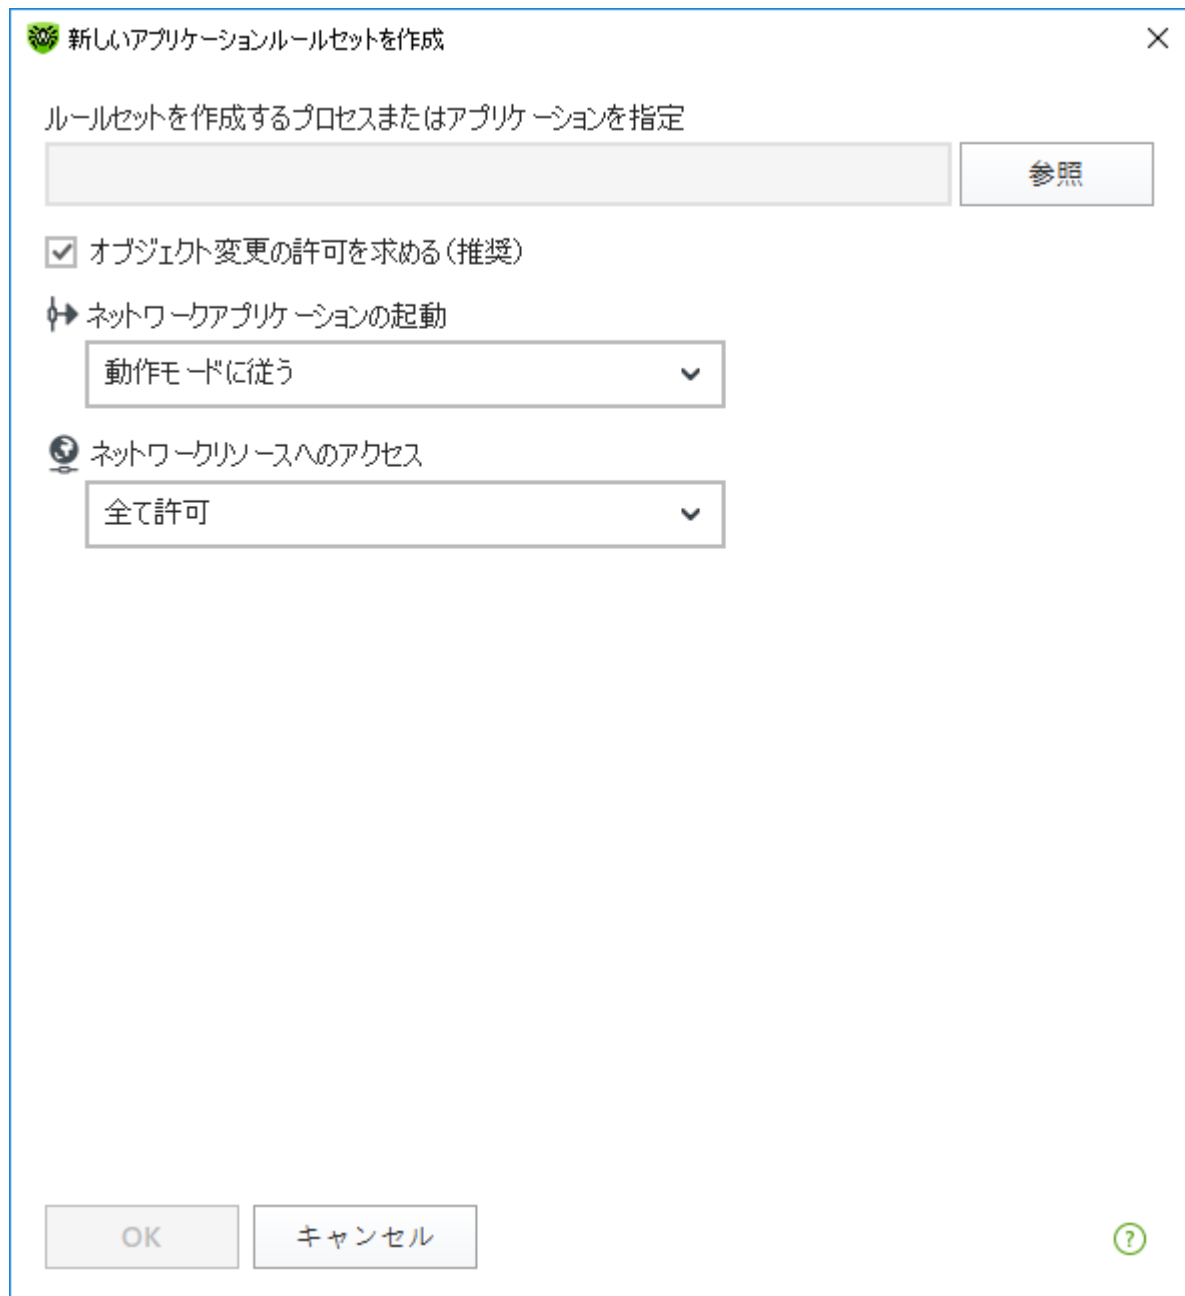 新しいアプリケーションルールセットを作成
ルールセットを作成するプロセスまたはアプリケーションを指定
参照
オブジェクト変更の許可を求める(推奨)
ネットワークアプリケーションの起動
動作モードに従う
ネットワークリソースへのアクセス
全て許可
OK キャンセル ?